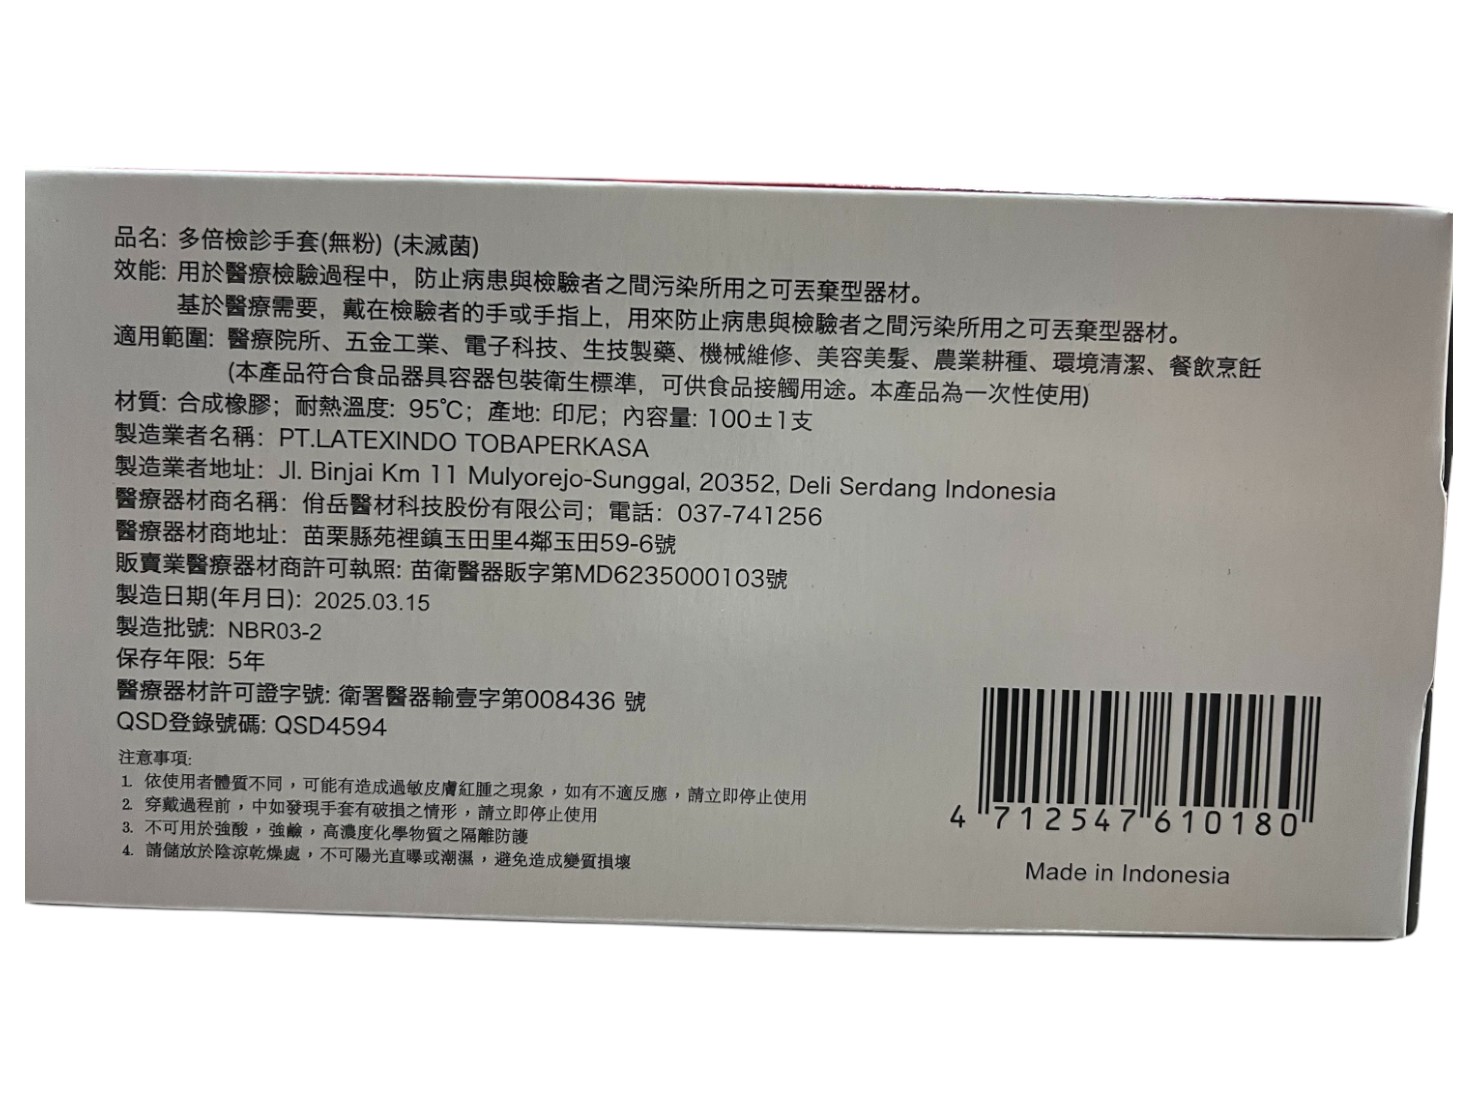 品名: 多倍檢診手套(無粉) (未滅菌)
效能: 用於醫療檢驗過程中，防止病患與檢驗者之間污染所用之可丟棄型器材。
基於醫療需要，戴在檢驗者的手或手指上，用來防止病患與檢驗者之間污染所用之可丟棄型器材。
適用範圍: 醫療院所、五金工業、電子科技、生技製藥、機械維修、美容美髮、農業耕種、環境清潔、餐飲烹飪
(本產品符合食品器具容器包裝衛生標準，可供食品接觸用途。本產品為一次性使用)
材質: 合成橡膠；耐熱溫度: 95℃；產地: 印尼；內容量: 100±1支
製造業者名稱：PT.LATEXINDO TOBAPERKASA
製造業者地址：Jl. Binjai Km 11 Mulyorejo-Sunggal, 20352, Deli Serdang Indonesia
醫療器材商名稱：俏岳醫材科技股份有限公司；電話：037-741256
醫療器材商地址：苗栗縣苑裡鎮玉田里4鄰玉田59-6號
販賣業醫療器材商許可執照: 苗衛醫器販字第MD6235000103號
製造日期(年月日)：2025.03.15
製造批號: NBR03-2
保存年限: 5年
醫療器材許可證字號: 衛署醫器輸壹字第008436 號
QSD登錄號碼: QSD4594
注意事項:
1. 依使用者體質不同，可能有造成過敏皮膚紅腫之現象，如有不適反應，請立即停止使用
2. 穿戴過程前，中如發現手套有破損之情形，請立即停止使用
3. 不可用於強酸，強鹼，高濃度化學物質之隔離防護
4. 請儲放於陰涼乾燥處，不可陽光直曝或潮濕，避免造成變質損壞
4 712547 610180
Made in Indonesia